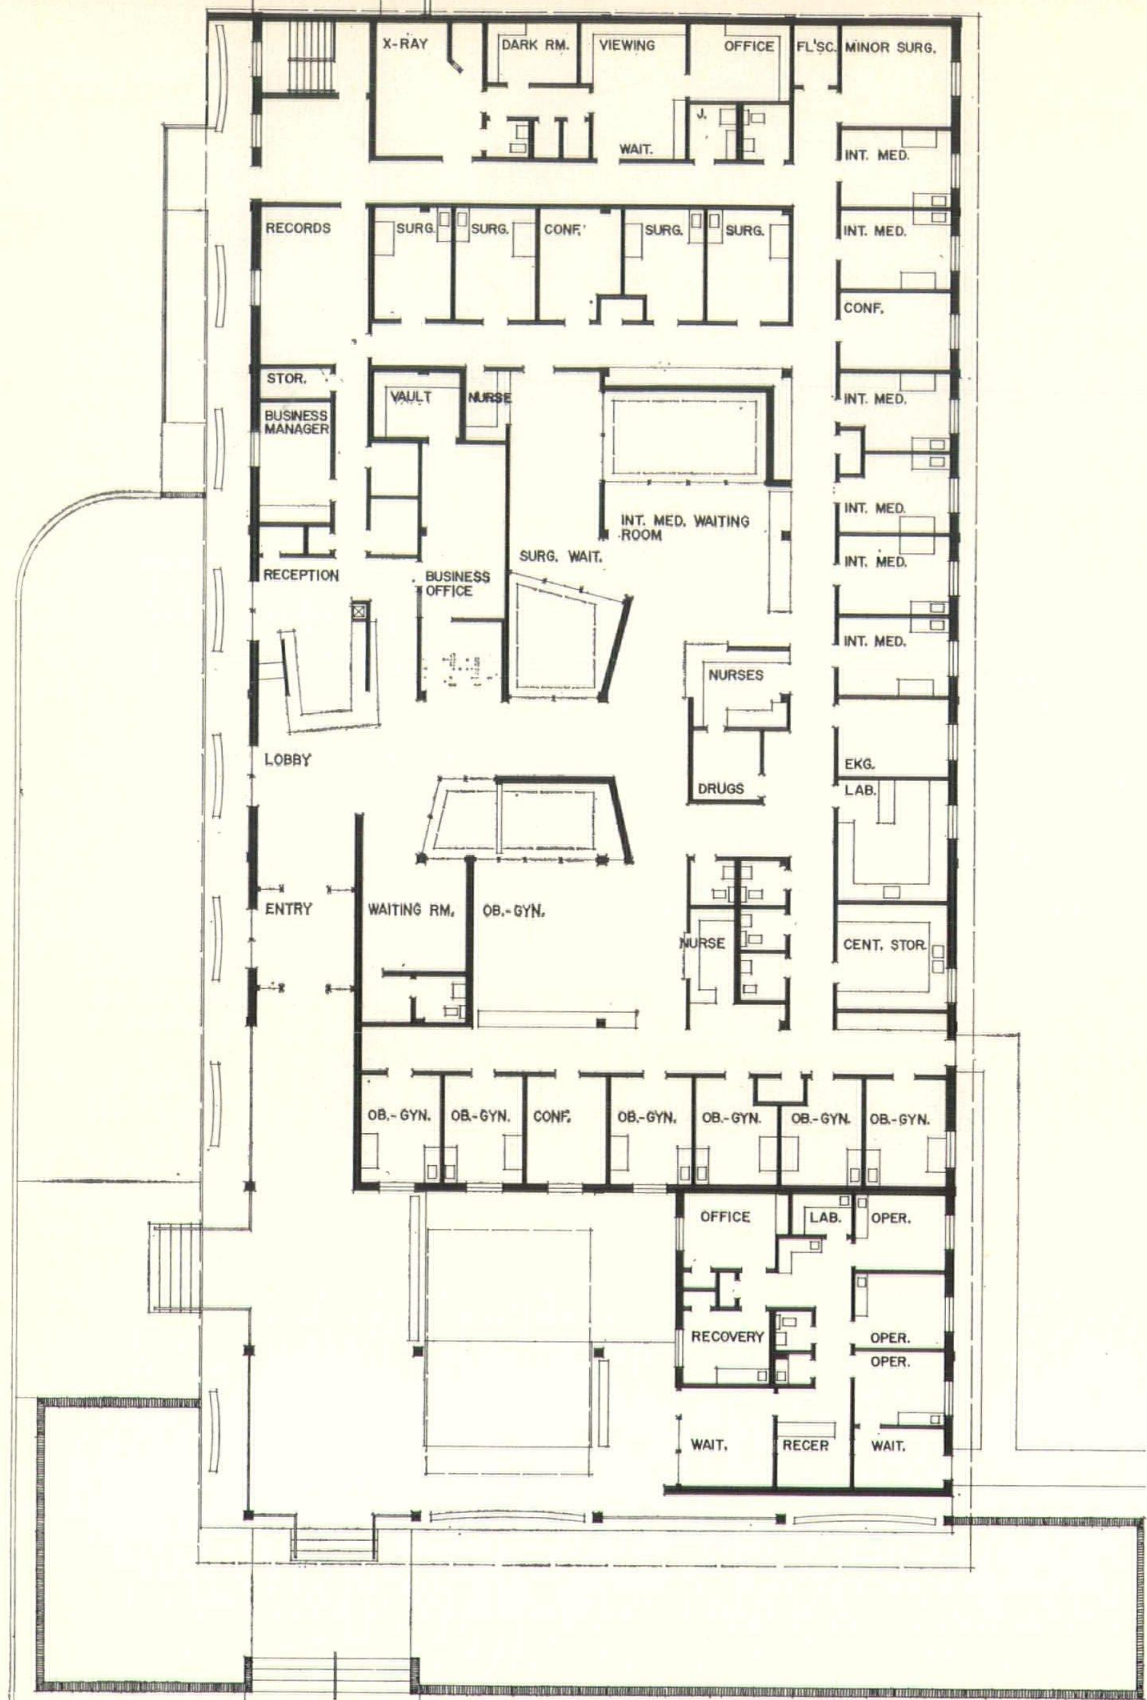 X-RAY
DARK RM.
VIEWING
OFFICE
FL'SC.
MINOR SURG.
J.
WAIT.
INT. MED.
RECORDS
SURG.
SURG.
CONF.
SURG.
SURG.
INT. MED.
CONF.
STOR.
VAULT
NURSE
INT. MED.
BUSINESS
MANAGER
INT. MED.
INT. MED. WAITING
ROOM
SURG. WAIT.
INT. MED.
RECEPTION
BUSINESS
OFFICE
INT. MED.
NURSES
LOBBY
EKG.
DRUGS
LAB.
ENTRY
WAITING RM.
OB.-GYN.
NURSE
CENT. STOR.
OB.-GYN.
OB.-GYN.
CONF.
OB.-GYN.
OB.-GYN.
OB.-GYN.
OB.-GYN.
OFFICE
LAB.
OPER.
RECOVERY
OPER.
OPER.
WAIT.
RECER
WAIT.